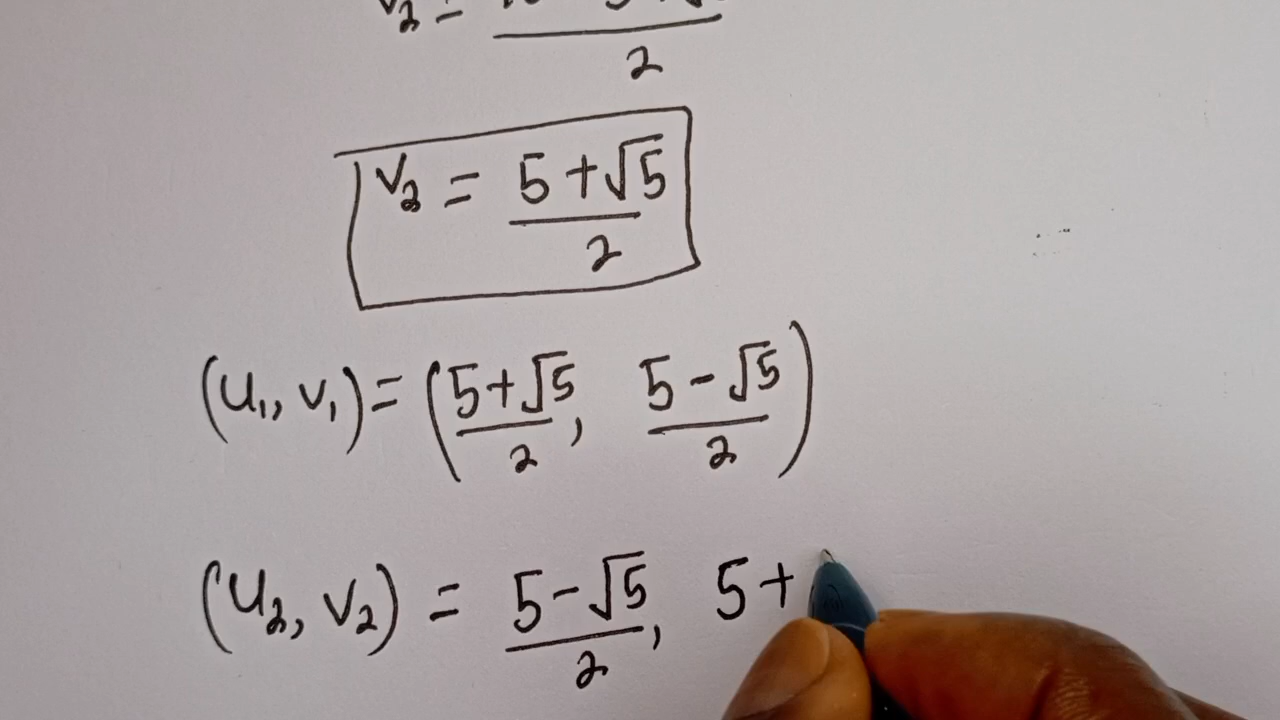 v₂ =
2
v₂ = 5 + √5
2
(u₁, v₁) = (5 + √5 / 2, 5 - √5 / 2)
(u₂, v₂) = 5 - √5 / 2, 5 +